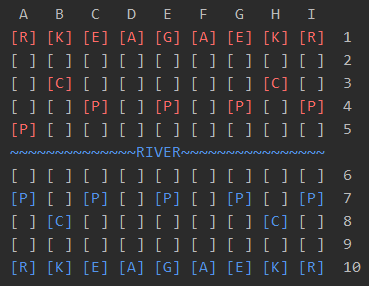 A B C D E F G H I
[R] [K] [E] [A] [G] [A] [E] [K] [R] 1
[ ] [ ] [ ] [ ] [ ] [ ] [ ] [ ] [ ] 2
[ ] [C] [ ] [ ] [ ] [ ] [ ] [C] [ ] 3
[ ] [ ] [P] [ ] [P] [ ] [P] [ ] [P] 4
[P] [ ] [ ] [ ] [ ] [ ] [ ] [ ] [ ] 5
~~~~~~~~~~~~~~RIVER~~~~~~~~~~~~~~~~
[ ] [ ] [ ] [ ] [ ] [ ] [ ] [ ] [ ] 6
[P] [ ] [P] [ ] [P] [ ] [P] [ ] [P] 7
[ ] [C] [ ] [ ] [ ] [ ] [ ] [C] [ ] 8
[ ] [ ] [ ] [ ] [ ] [ ] [ ] [ ] [ ] 9
[R] [K] [E] [A] [G] [A] [E] [K] [R] 10